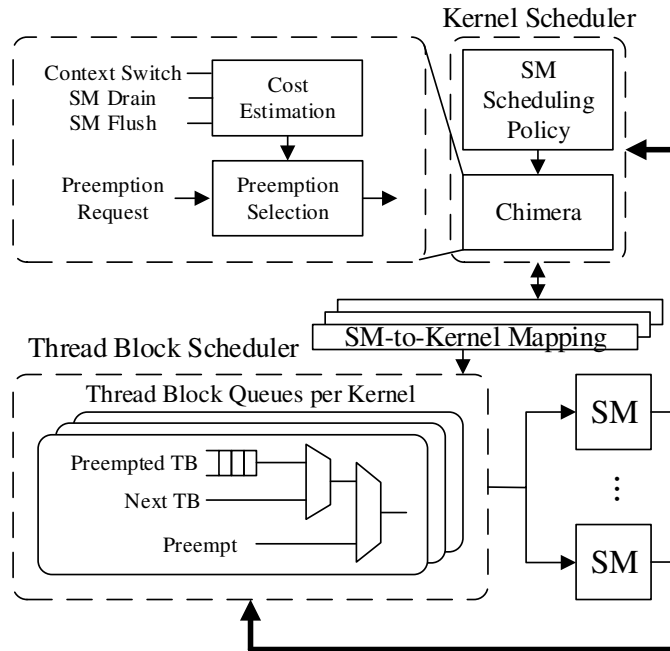 Kernel Scheduler
Context Switch
SM Drain
SM Flush
Cost
Estimation
Preemption
Request
Preemption
Selection
SM
Scheduling
Policy
Chimera
SM-to-Kernel Mapping
Thread Block Scheduler
Thread Block Queues per Kernel
Preempted TB
Next TB
Preempt
SM
...
SM